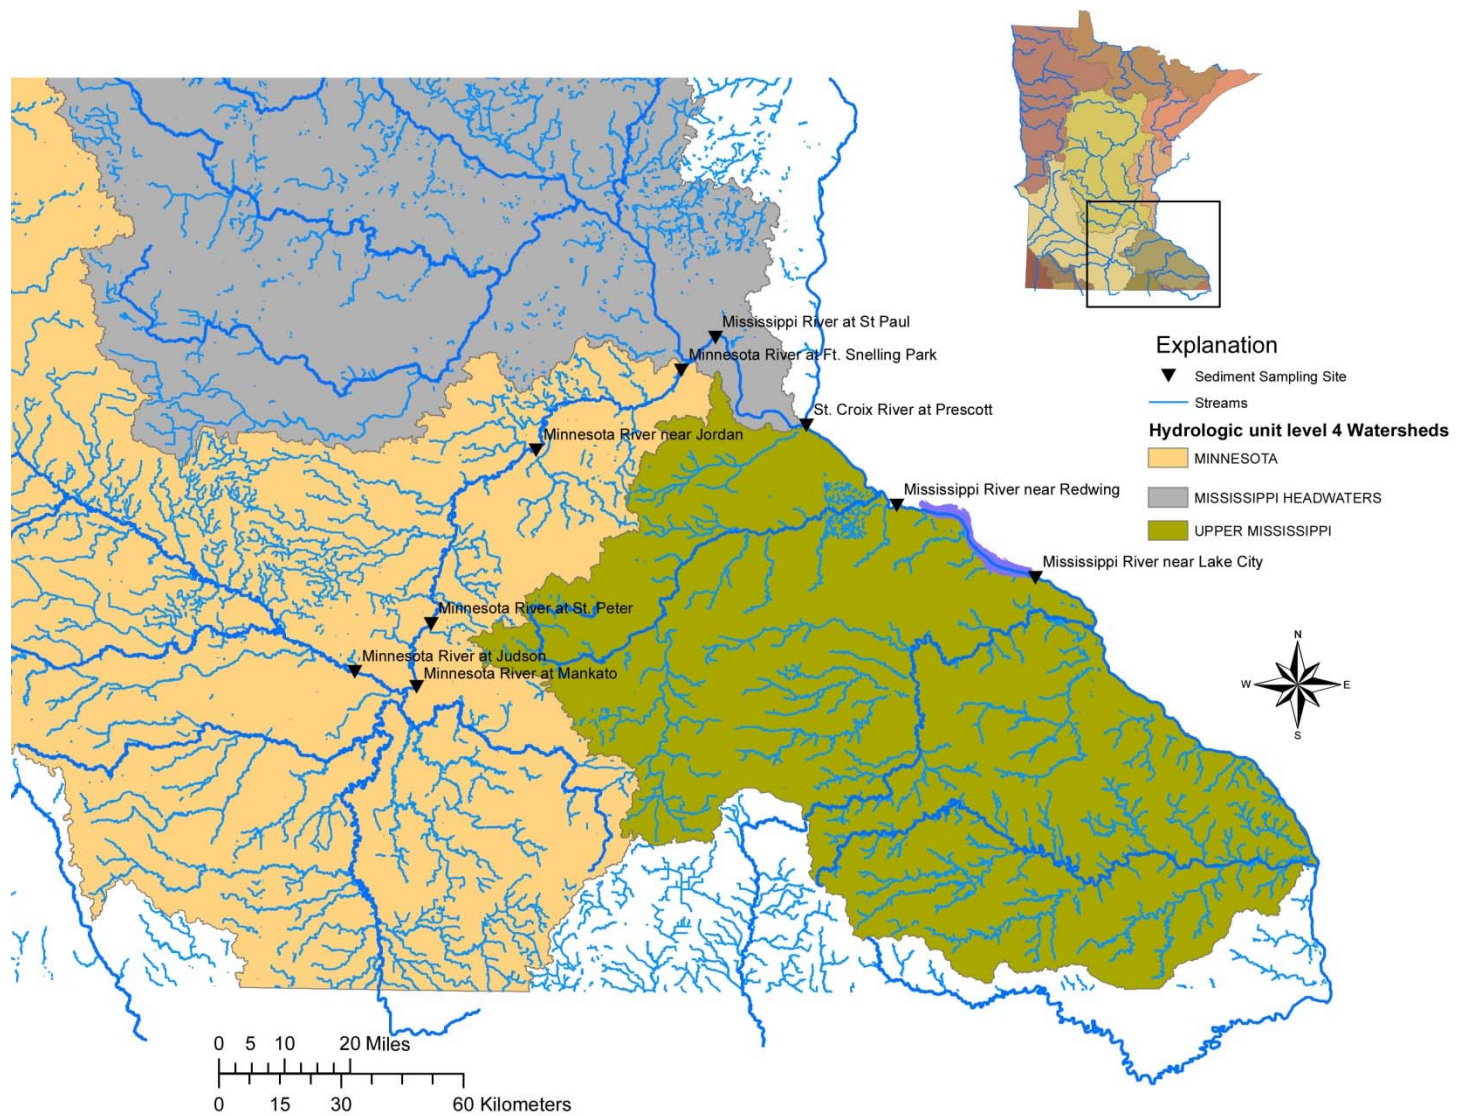 Mississippi River at St Paul
Minnesota River at Ft. Snelling Park
St. Croix River at Prescott
Minnesota River near Jordan
Mississippi River near Redwing
Mississippi River near Lake City
Minnesota River at St. Peter
Minnesota River at Judson
Minnesota River at Mankato
Explanation
Sediment Sampling Site
Streams
Hydrologic unit level 4 Watersheds
MINNESOTA
MISSISSIPPI HEADWATERS
UPPER MISSISSIPPI
N
W E
S
0 5 10 20 Miles
0 15 30 60 Kilometers